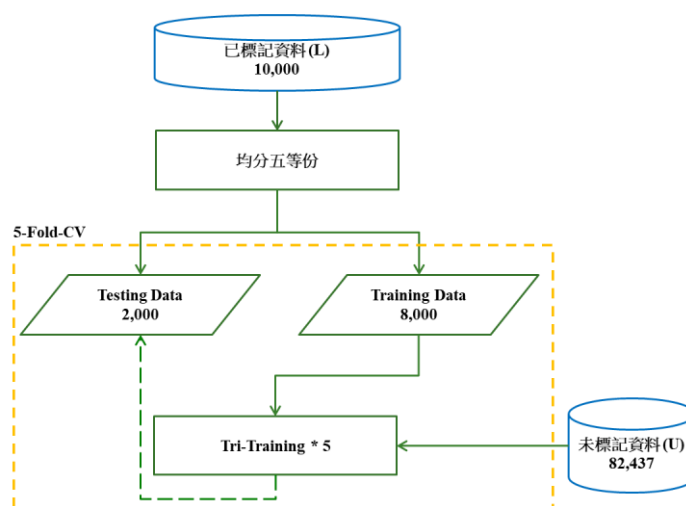 已標記資料(L)
10,000
均分五等份
5-Fold-CV
Testing Data
2,000
Training Data
8,000
Tri-Training * 5
未標記資料(U)
82,437